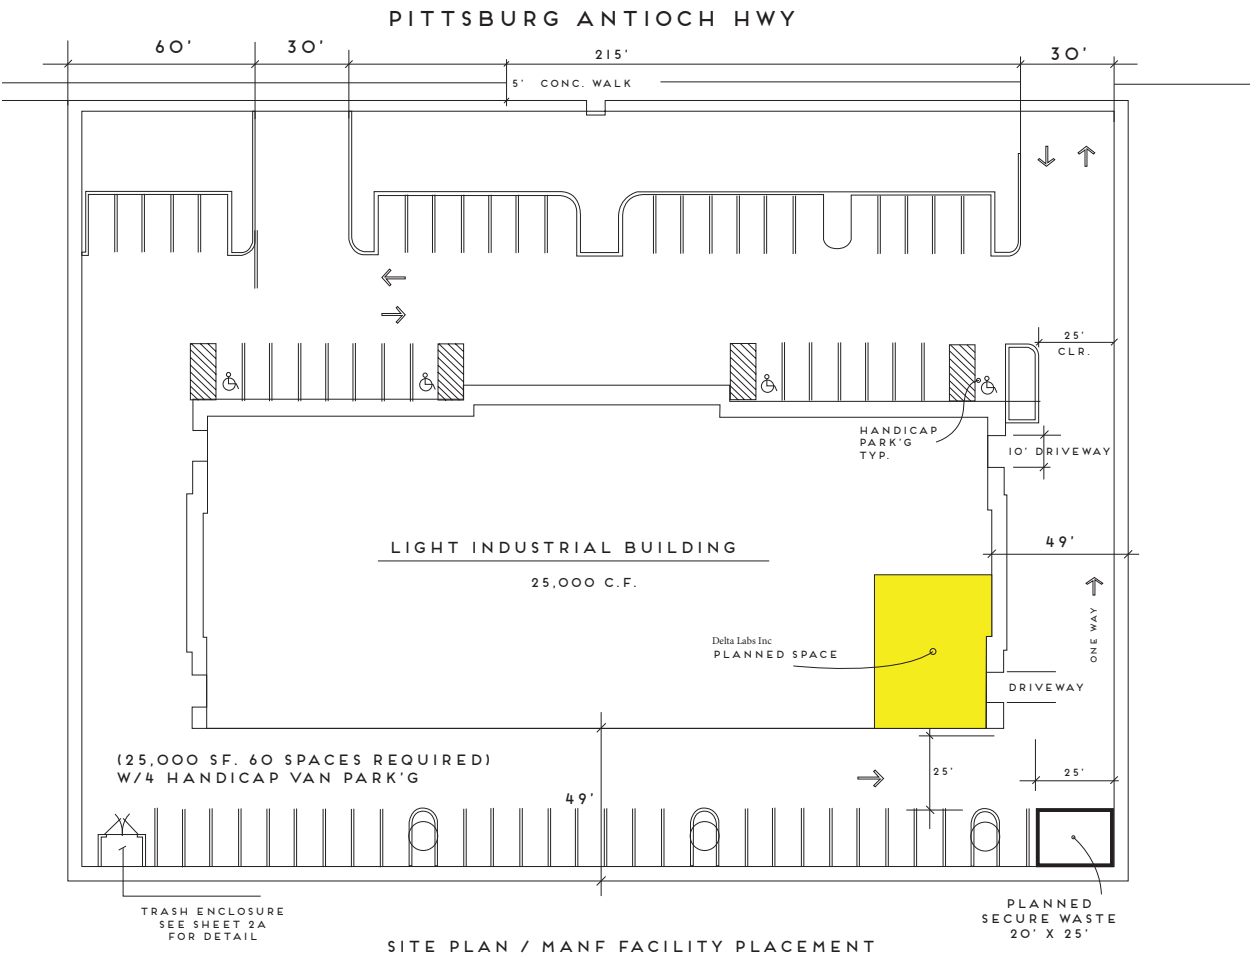 PITTSBURG ANTIOCH HWY
60'
30'
215'
30'
5' CONC. WALK
25'
CLR.
HANDICAP
PARK'G
TYP.
10' DRIVEWAY
LIGHT INDUSTRIAL BUILDING
25,000 C.F.
49'
ONE WAY
Delta Labs Inc
PLANNED SPACE
DRIVEWAY
(25,000 SF. 60 SPACES REQUIRED)
W/4 HANDICAP VAN PARK'G
25'
25'
49'
TRASH ENCLOSURE
SEE SHEET 2A
FOR DETAIL
PLANNED
SECURE WASTE
20' X 25'
SITE PLAN / MANF FACILITY PLACEMENT